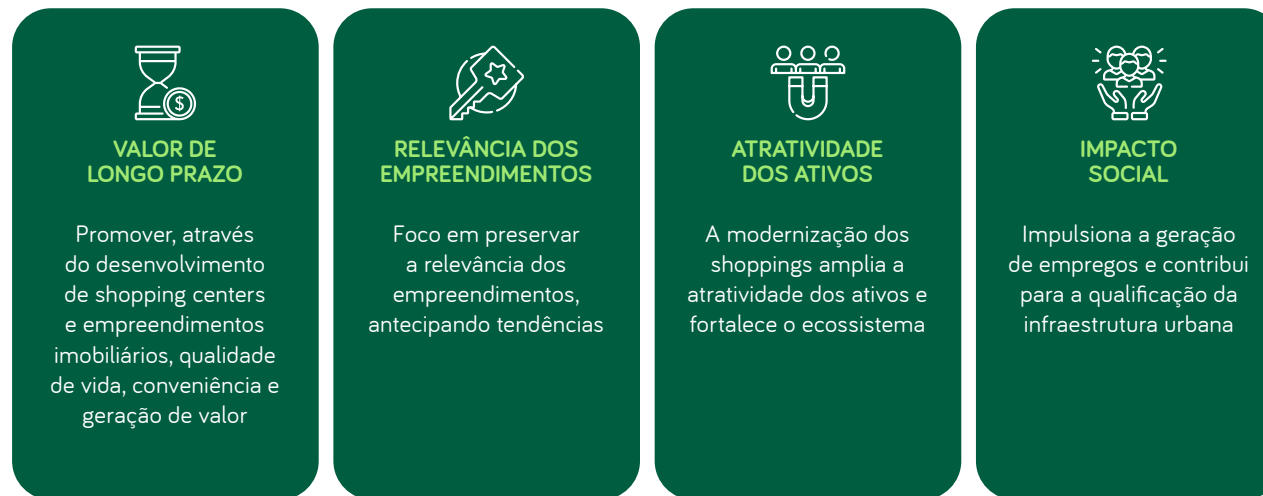 VALOR DE
LONGO PRAZO
Promover, através
do desenvolvimento
de shopping centers
e empreendimentos
imobiliários, qualidade
de vida, conveniência e
geração de valor
RELEVÂNCIA DOS
EMPREENDIMENTOS
Foco em preservar
a relevância dos
empreendimentos,
antecipando tendências
ATRATIVIDADE
DOS ATIVOS
A modernização dos
shoppings amplia a
atratividade dos ativos e
fortalece o ecossistema
IMPACTO
SOCIAL
Impulsiona a geração
de empregos e contribui
para a qualificação da
infraestrutura urbana